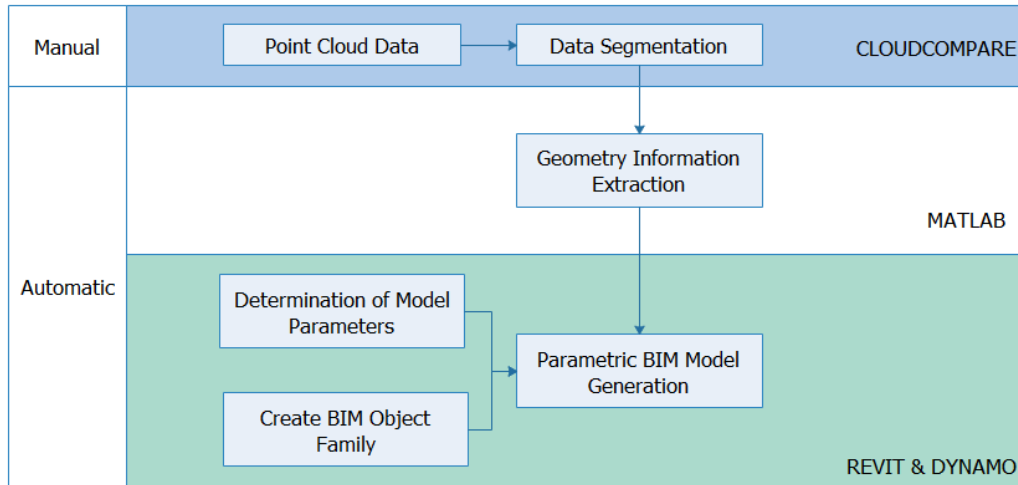 Manual
Point Cloud Data
Data Segmentation
CLOUDCOMPARE
Geometry Information
Extraction
MATLAB
Automatic
Determination of Model
Parameters
Parametric BIM Model
Generation
Create BIM Object
Family
REVIT & DYNAMO